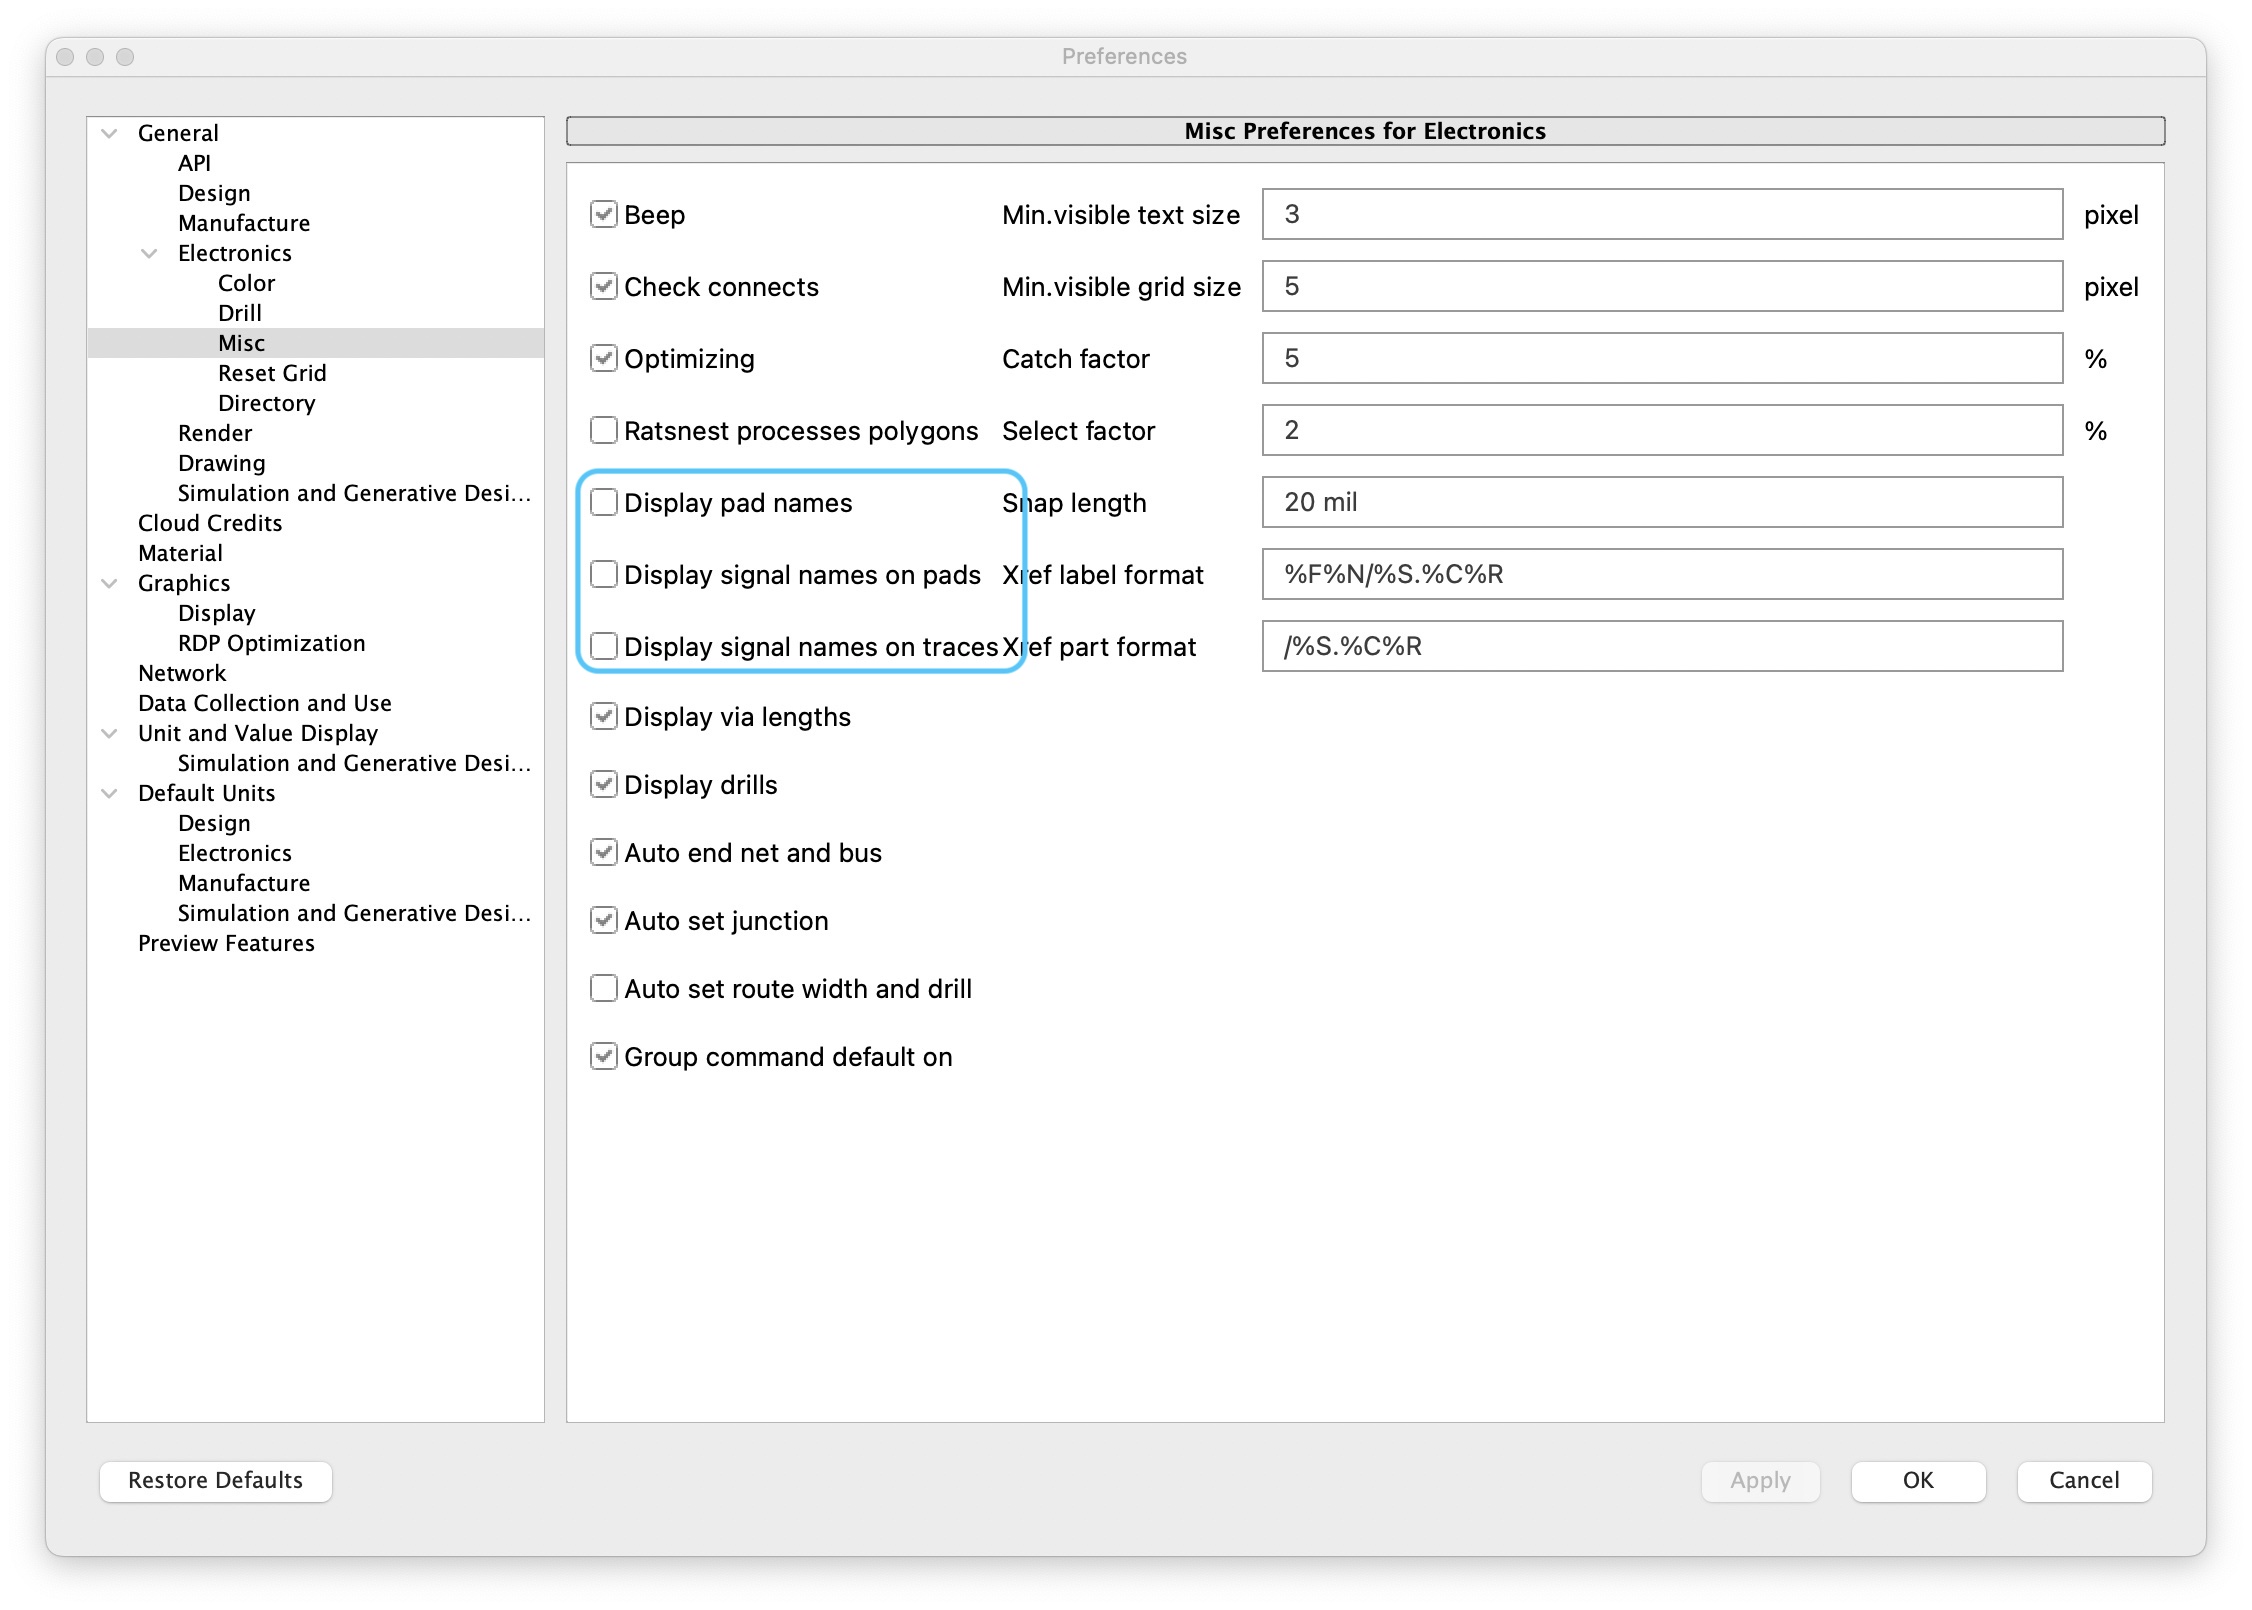 Preferences
General
API
Design
Manufacture
Electronics
Color
Drill
Misc
Reset Grid
Directory
Render
Drawing
Simulation and Generative Desi...
Cloud Credits
Material
Graphics
Display
RDP Optimization
Network
Data Collection and Use
Unit and Value Display
Simulation and Generative Desi...
Default Units
Design
Electronics
Manufacture
Simulation and Generative Desi...
Preview Features
Misc Preferences for Electronics
Beep Min.visible text size 3 pixel
Check connects Min.visible grid size 5 pixel
Optimizing Catch factor 5 %
Ratsnest processes polygons Select factor 2 %
Display pad names Snap length 20 mil
Display signal names on pads Xref label format %F%N/%S.%C%R
Display signal names on traces Xref part format /%S.%C%R
Display via lengths
Display drills
Auto end net and bus
Auto set junction
Auto set route width and drill
Group command default on
Restore Defaults Apply OK Cancel